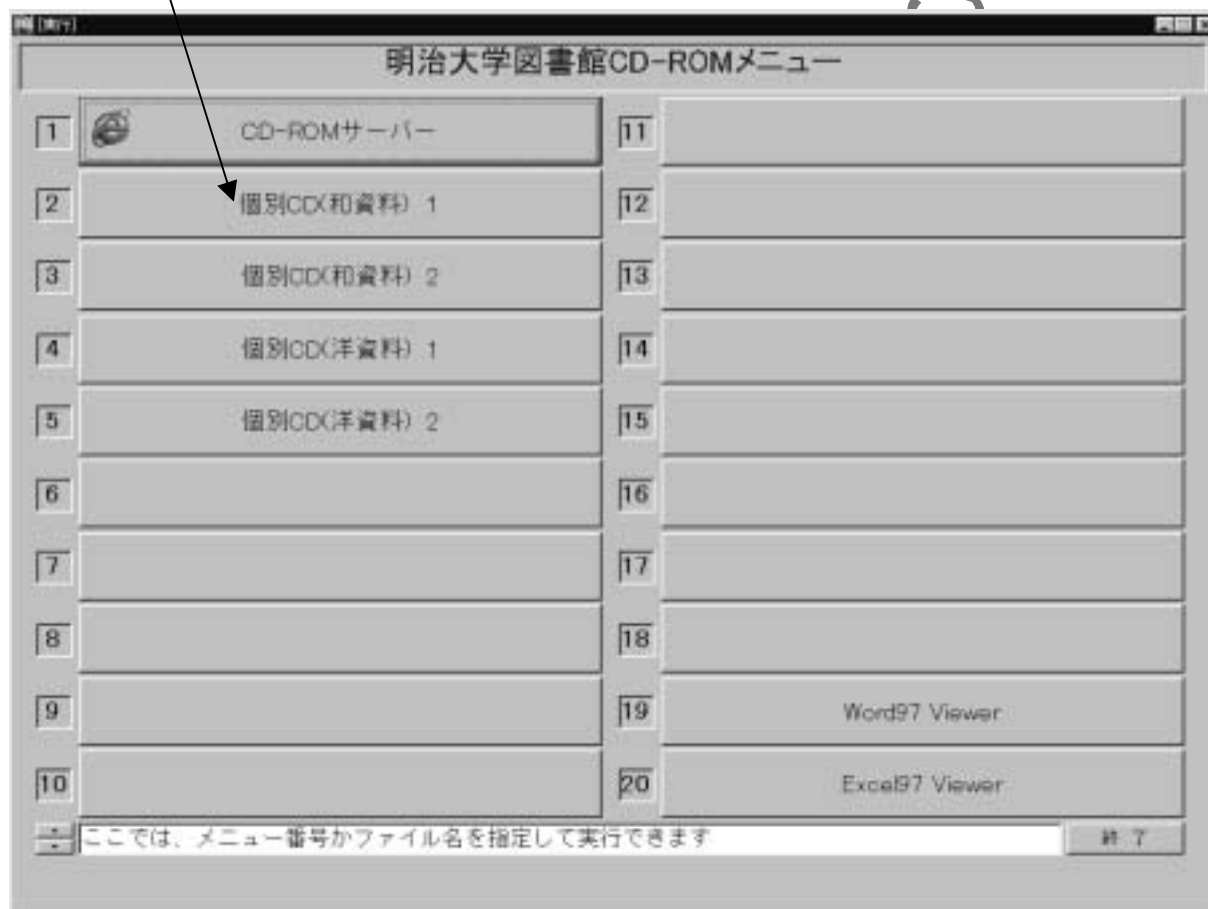 [実行]
明治大学図書館CD-ROMメニュー
1 CD-ROMサーバー
2 個別CD(和資料) 1
3 個別CD(和資料) 2
4 個別CD(洋資料) 1
5 個別CD(洋資料) 2
6
7
8
9
10
11
12
13
14
15
16
17
18
19 Word97 Viewer
20 Excel97 Viewer
ここでは、メニュー番号かファイル名を指定して実行できます
終了